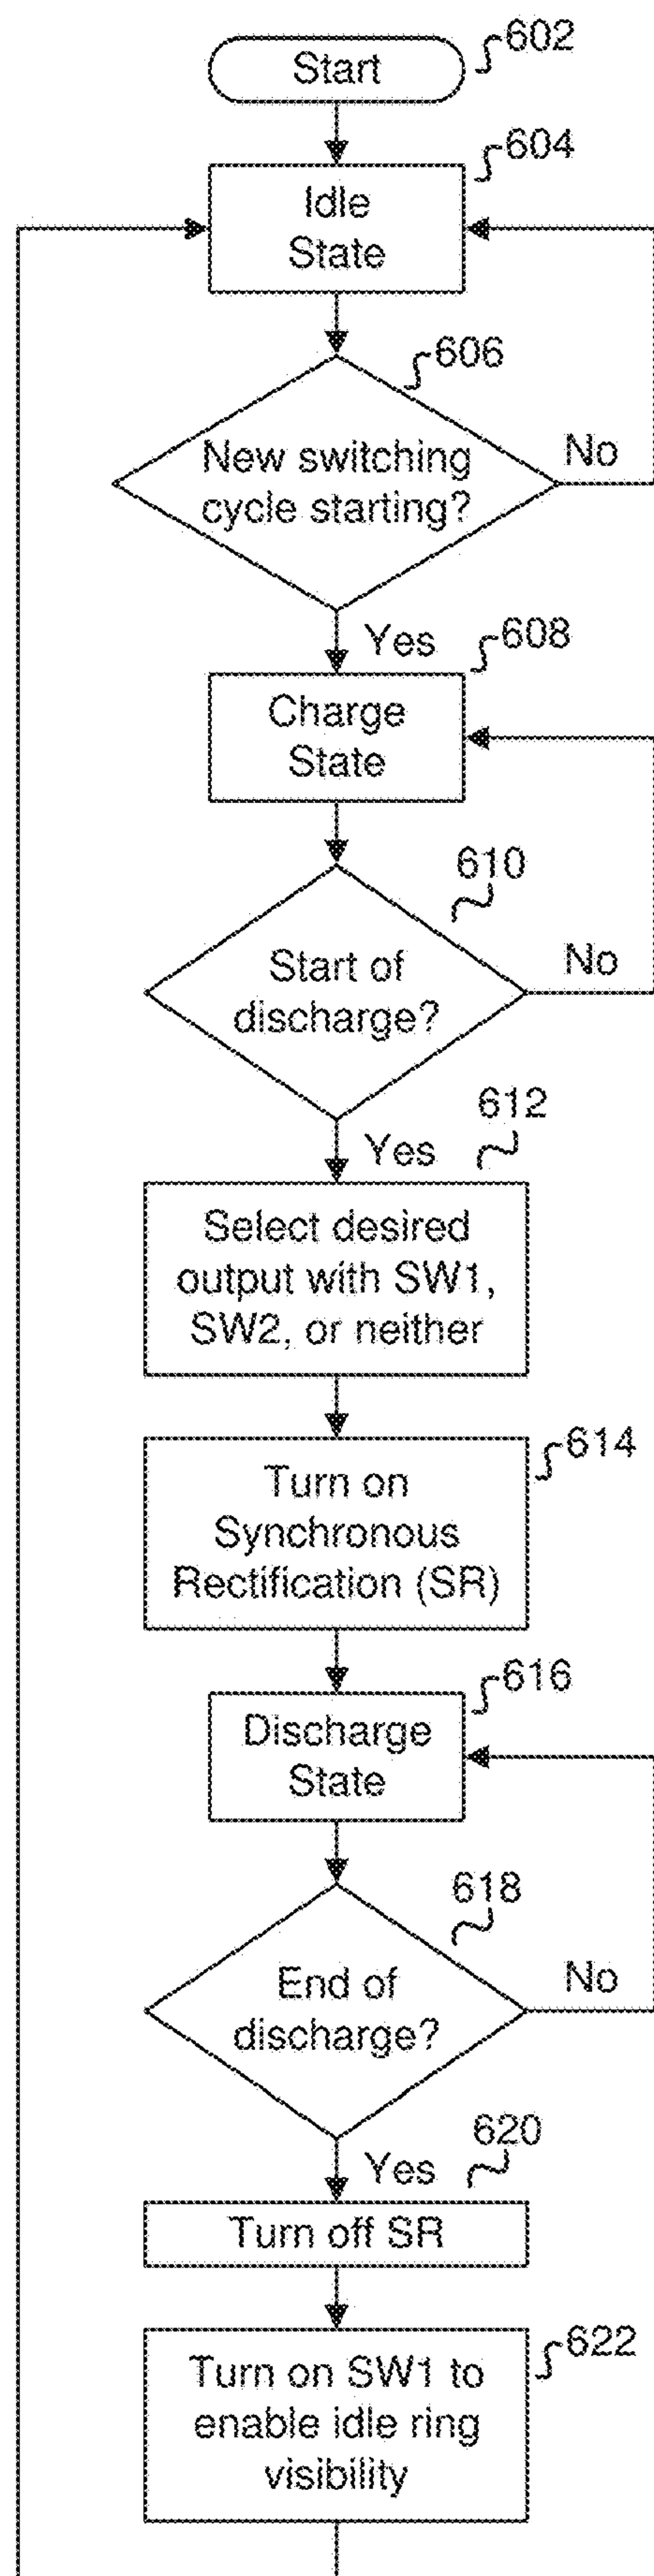 Start
602
604
Idle
State
606
New switching
cycle starting?
No
Yes
608
Charge
State
610
Start of
discharge?
No
612
Yes
Select desired
output with SW1,
SW2, or neither
614
Turn on
Synchronous
Rectification (SR)
616
Discharge
State
618
End of
discharge?
No
620
Yes
Turn off SR
622
Turn on SW1 to
enable idle ring
visibility